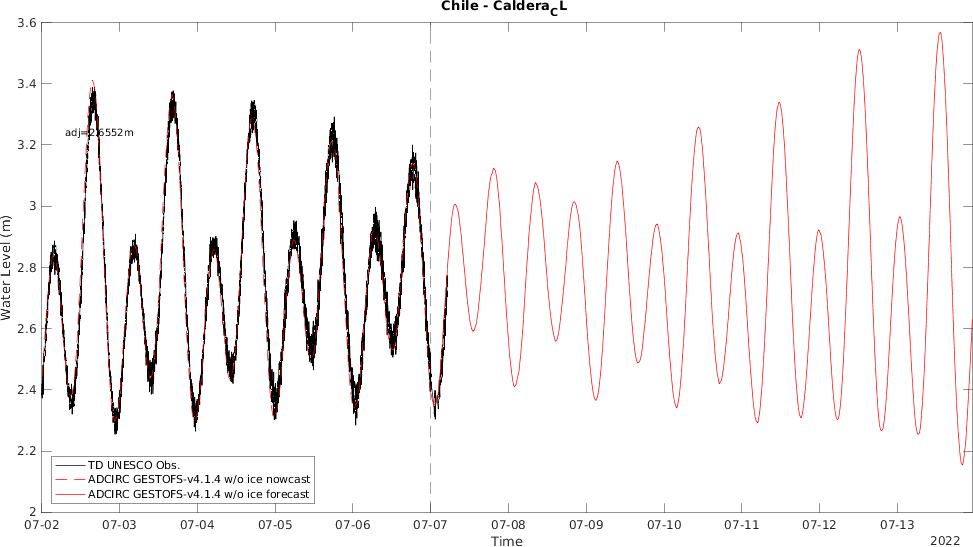 Chile - Caldera_CL
3.6
3.4
3.2
3
2.8
2.6
2.4
2.2
2
Water Level (m)
adj=2.6552m
TD UNESCO Obs.
ADCIRC GESTOFS-v4.1.4 w/o ice nowcast
ADCIRC GESTOFS-v4.1.4 w/o ice forecast
07-02 07-03 07-04 07-05 07-06 07-07 07-08 07-09 07-10 07-11 07-12 07-13
Time
2022